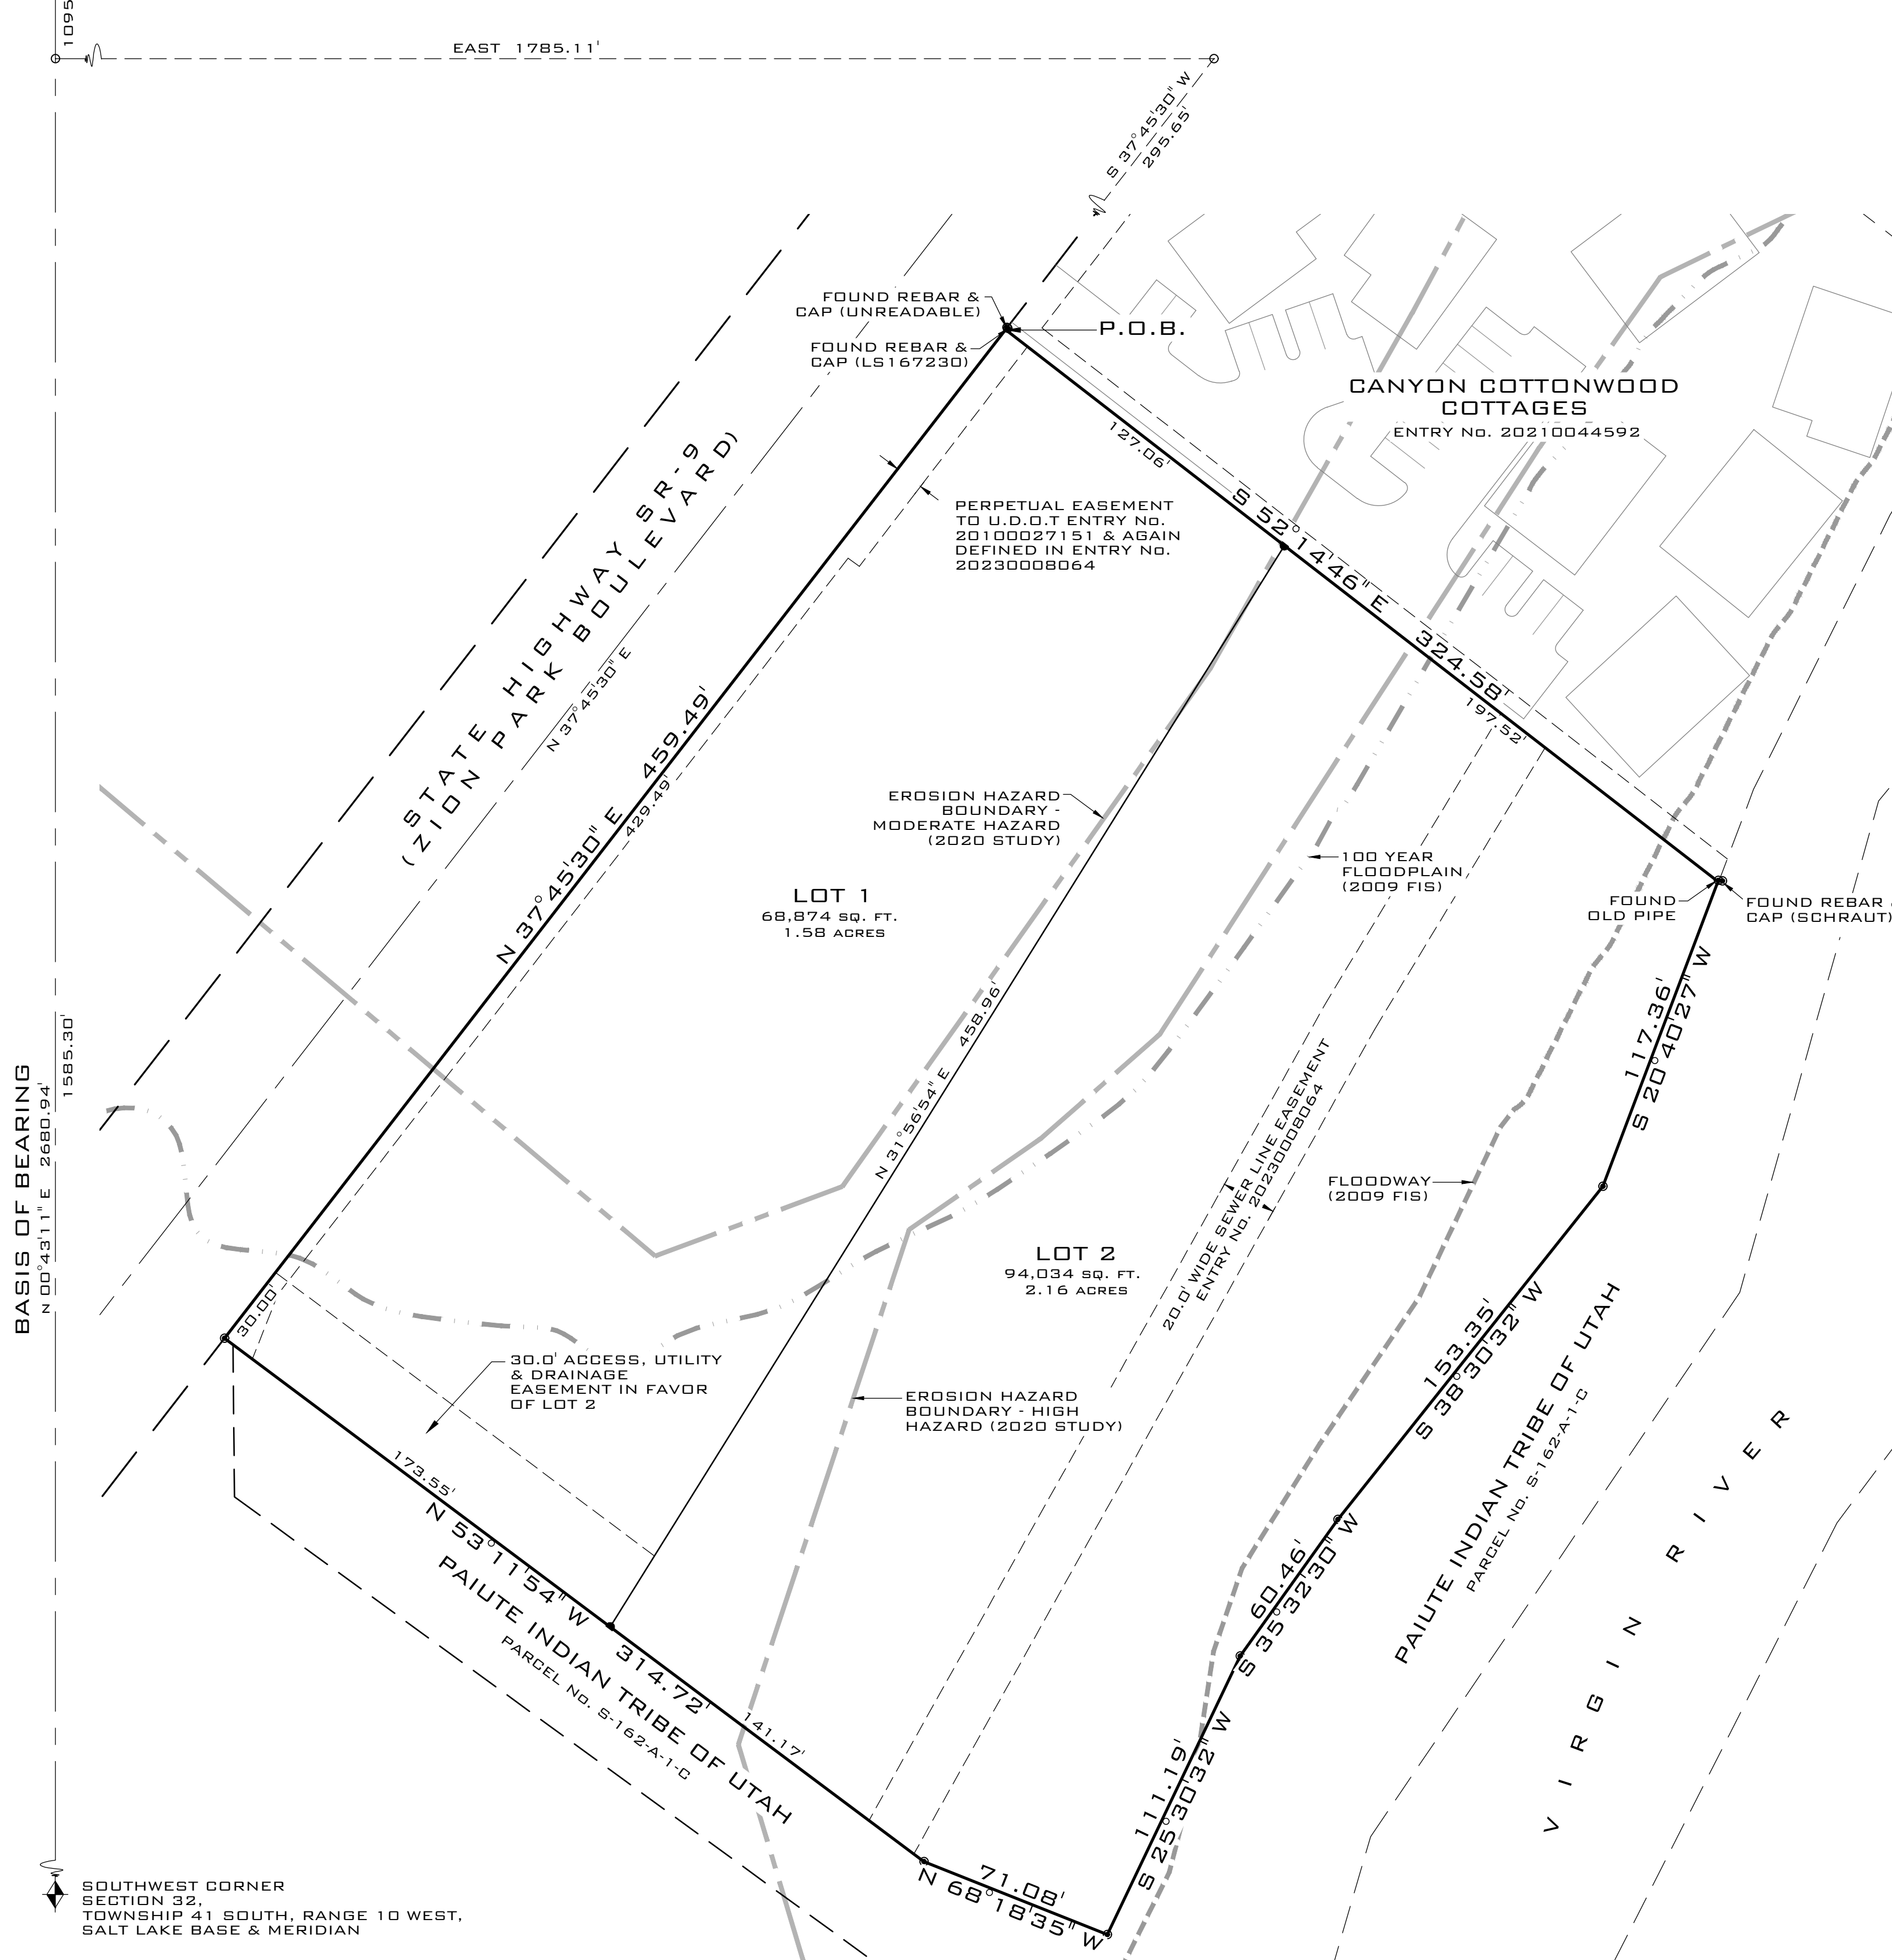 1095
EAST 1785.11'
S 37°45'30" W
295.65'
FOUND REBAR &
CAP (UNREADABLE)
P.O.B.
FOUND REBAR &
CAP (LS167230)
CANYON COTTONWOOD
COTTAGES
ENTRY No. 20210044592
127.06'
S 52°14'46" E 324.58'
197.52'
PERPETUAL EASEMENT
TO U.D.O.T ENTRY No.
20100027151 & AGAIN
DEFINED IN ENTRY No.
20230008064
STATE HIGHWAY SR-9
(ZION PARK BOULEVARD)
N 37°45'30" E
N 37°45'30" E 459.49'
429.49'
EROSION HAZARD
BOUNDARY -
MODERATE HAZARD
(2020 STUDY)
100 YEAR
FLOODPLAIN
(2009 FIS)
LOT 1
68,874 SQ. FT.
1.58 ACRES
FOUND
OLD PIPE
FOUND REBAR
CAP (SCHRAUT)
117.36'
S 20°40'27" W
N 31°56'54" E 458.96'
BASIS OF BEARING
N 00°43'11" E 2680.94'
1585.30'
20.0' WIDE SEWER LINE EASEMENT
ENTRY No. 20230008064
FLOODWAY
(2009 FIS)
LOT 2
94,034 SQ. FT.
2.16 ACRES
30.00'
30.0' ACCESS, UTILITY
& DRAINAGE
EASEMENT IN FAVOR
OF LOT 2
EROSION HAZARD
BOUNDARY - HIGH
HAZARD (2020 STUDY)
153.35'
S 38°30'32" W
PAIUTE INDIAN TRIBE OF UTAH
PARCEL No. S-162-A-1-C
VIRGIN RIVER
173.55'
N 53°11'54" W 314.72'
141.17'
PAIUTE INDIAN TRIBE OF UTAH
PARCEL No. S-162-A-1-C
60.46'
S 35°32'30" W
111.19'
S 25°30'32" W
71.08'
N 68°18'35" W
SOUTHWEST CORNER
SECTION 32,
TOWNSHIP 41 SOUTH, RANGE 10 WEST,
SALT LAKE BASE & MERIDIAN